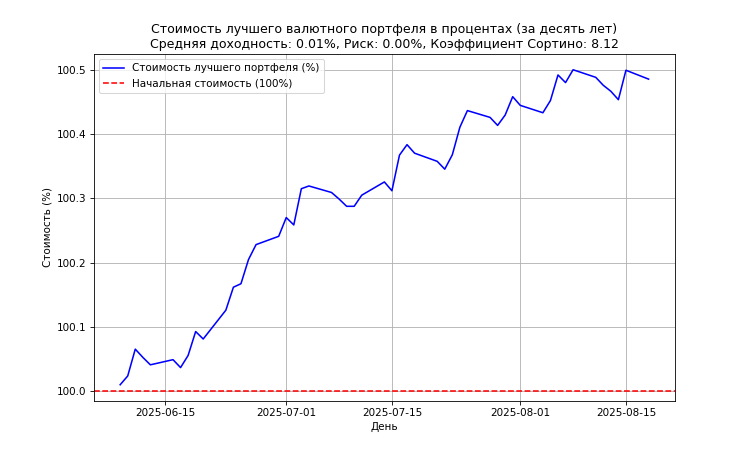 Стоимость лучшего валютного портфеля в процентах (за десять лет)
Средняя доходность: 0.01%, Риск: 0.00%, Коэффициент Сортино: 8.12
Стоимость лучшего портфеля (%)
Начальная стоимость (100%)
Стоимость (%)
100.5
100.4
100.3
100.2
100.1
100.0
2025-06-15
2025-07-01
2025-07-15
2025-08-01
2025-08-15
День